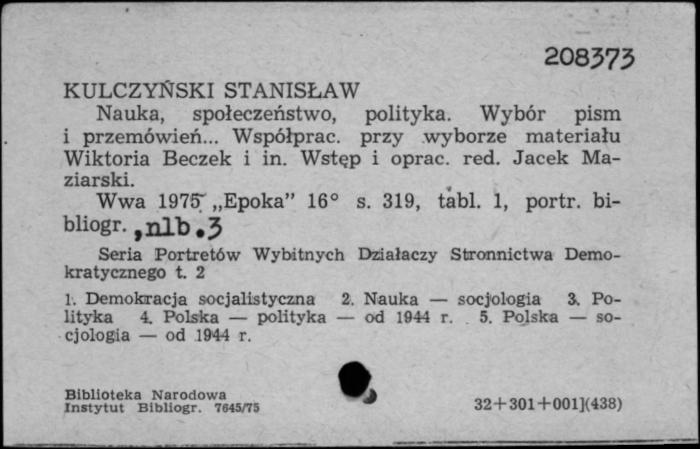 208373
KULCZYŃSKI STANISŁAW
Nauka, społeczeństwo, polityka. Wybór pism
i przemówień... Współprac. przy wyborze materiału
Wiktoria Beczek i in. Wstęp i oprac. red. Jacek Ma-
ziarski.
Wwa 1975 „Epoka” 16° s. 319, tabl. 1, portr. bi-
bliogr. , nlb. 3
Seria Portretów Wybitnych Działaczy Stronnictwa Demo-
kratycznego t. 2
1. Demokracja socjalistyczna 2. Nauka — socjologia 3. Po-
lityka 4. Polska — polityka — od 1944 r. 5. Polska — so-
cjologia — od 1944 r.
Biblioteka Narodowa
Instytut Bibliogr. 7645/75
32+301+001](438)